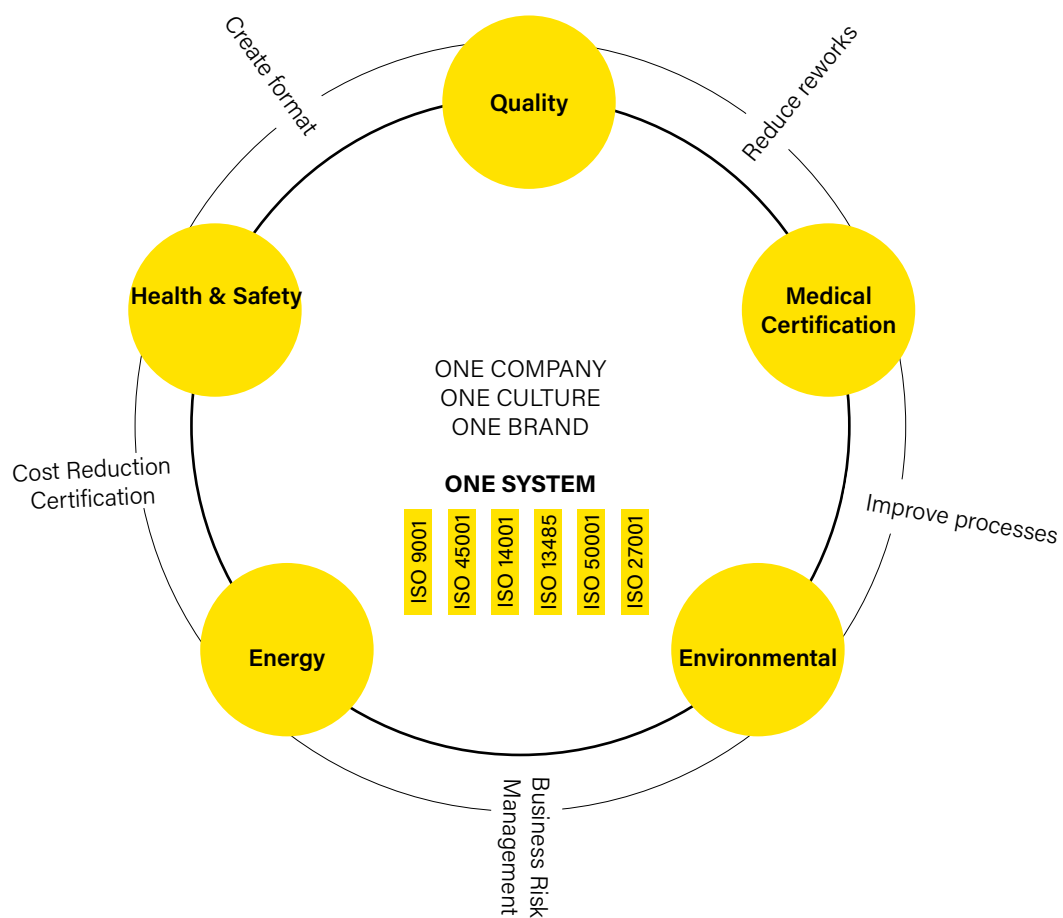 Create format
Quality
Reduce reworks
Health & Safety
Medical
Certification
ONE COMPANY
ONE CULTURE
ONE BRAND
Cost Reduction
Certification
ONE SYSTEM
ISO 9001
ISO 45001
ISO 14001
ISO 13485
ISO 50001
ISO 27001
Improve processes
Energy
Environmental
Business Risk
Management